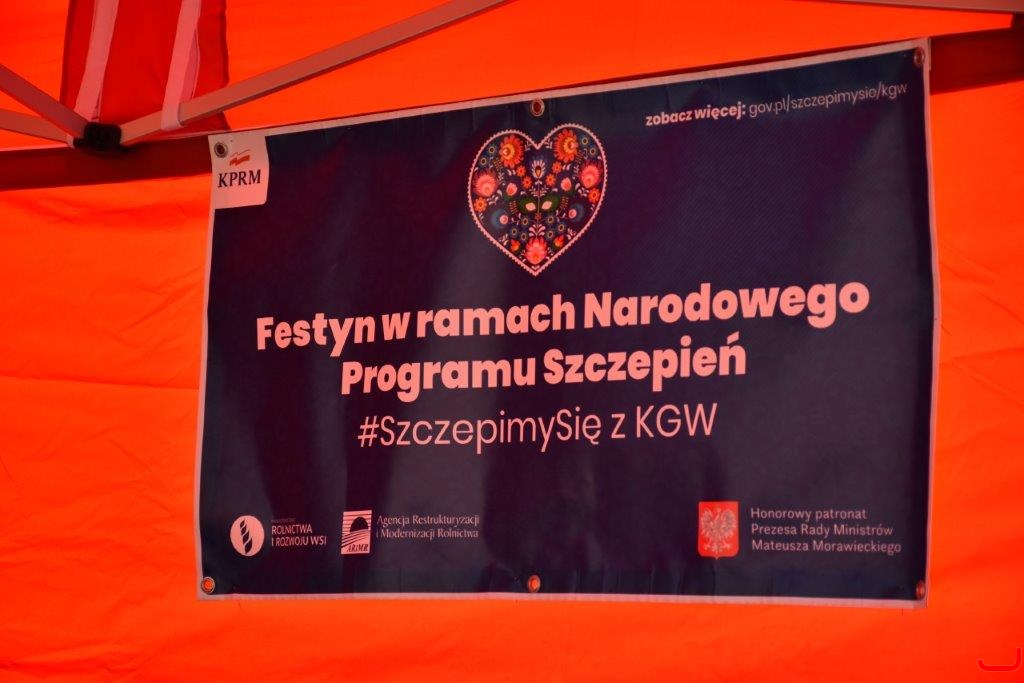 zobacz więcej: gov.pl/szczepimysie/kgw
KPRM
Festyn w ramach Narodowego
Programu Szczepień
#SzczepimySię z KGW
MINISTERSTWO
ROLNICTWA
I ROZWOJU WSI
ARiMR
Agencja Restrukturyzacji
i Modernizacji Rolnictwa
Honorowy patronat
Prezesa Rady Ministrów
Mateusza Morawieckiego